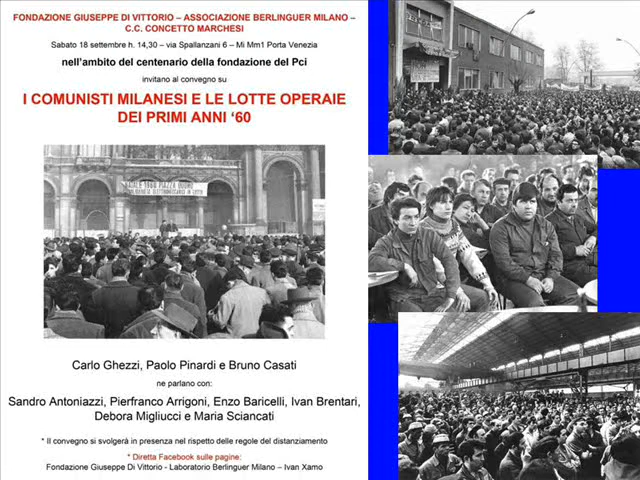 FONDAZIONE GIUSEPPE DI VITTORIO – ASSOCIAZIONE BERLINGUER MILANO –
C.C. CONCETTO MARCHESI
Sabato 18 settembre h. 14,30 – via Spallanzani 6 – Mi Mm1 Porta Venezia
nell'ambito del centenario della fondazione del Pci
invitano al convegno su
I COMUNISTI MILANESI E LE LOTTE OPERAIE
DEI PRIMI ANNI '60
Carlo Ghezzi, Paolo Pinardi e Bruno Casati
ne parlano con:
Sandro Antoniazzi, Pierfranco Arrigoni, Enzo Baricelli, Ivan Brentari,
Debora Migliucci e Maria Sciancati
* Il convegno si svolgerà in presenza nel rispetto delle regole del distanziamento
* Diretta Facebook sulle pagine:
Fondazione Giuseppe Di Vittorio - Laboratorio Berlinguer Milano – Ivan Xamo